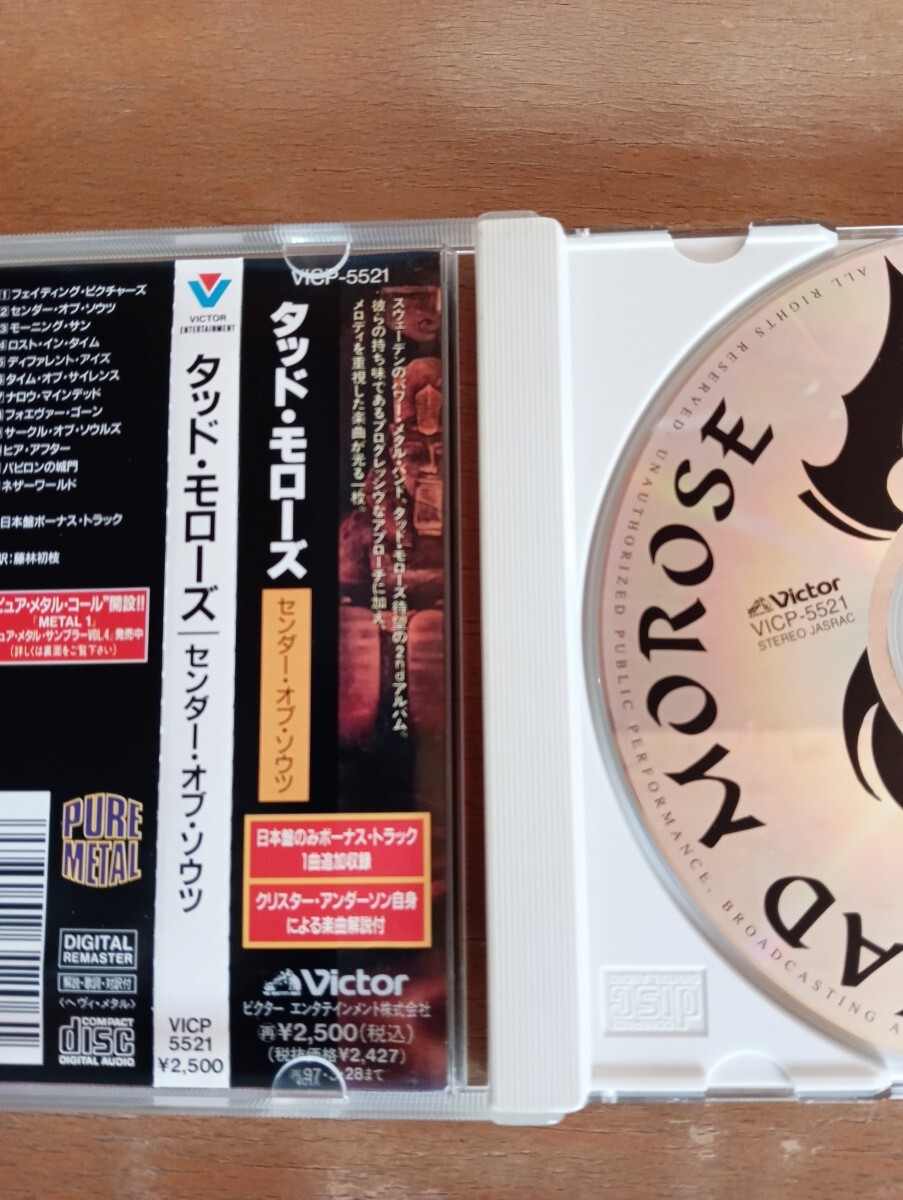 フェイディング・ピクチャーズ
センダー・オブ・ソウツ
モーニング・サン
ロスト・イン・タイム
ディファレント・アイズ
タイム・オブ・サイレンス
ナロウ・マインデッド
フォエヴァー・ゴーン
サークル・オブ・ソウルズ
ヒア・アフター
バビロンの城門
ネザーワールド
日本盤ボーナス・トラック
訳:藤林初枝
ピュア・メタル・コール"開設!!
「METAL 1」
ュア・メタル・サンプラーVOL.4」発売中
(詳しくは裏面をご覧下さい)
PURE
METAL
DIGITAL
REMASTER
解説・歌詞・対訳付
〈ヘヴィ・メタル〉
COMPACT
disc
DIGITAL AUDIO
VICTOR
ENTERTAINMENT
タッド・モローズ
センダー・オブ・ソウツ
VICP
5521
¥2,500
VICP-5521
タッド・モローズ
センダー・オブ・ソウツ
スウェーデンのパワー・メタル・バンド、タッド・モローズ待望の2ndアルバム。
彼らの持ち味であるプログレッシヴなアプローチに加え、
メロディを重視した楽曲が光る一枚。
日本盤のみボーナス・トラック
1曲追加収録
クリスター・アンダーソン自身
による楽曲解説付
Victor
ビクター エンタテインメント株式会社
再¥2,500(税込)
(税抜価格¥2,427)
28まで
disc
AD MOROSE
Victor
VICP-5521
STEREO JASRAC
ALL RIGHTS RESERVED UNAUTHORIZED PUBLIC PERFORMANCE, BROADCASTING A